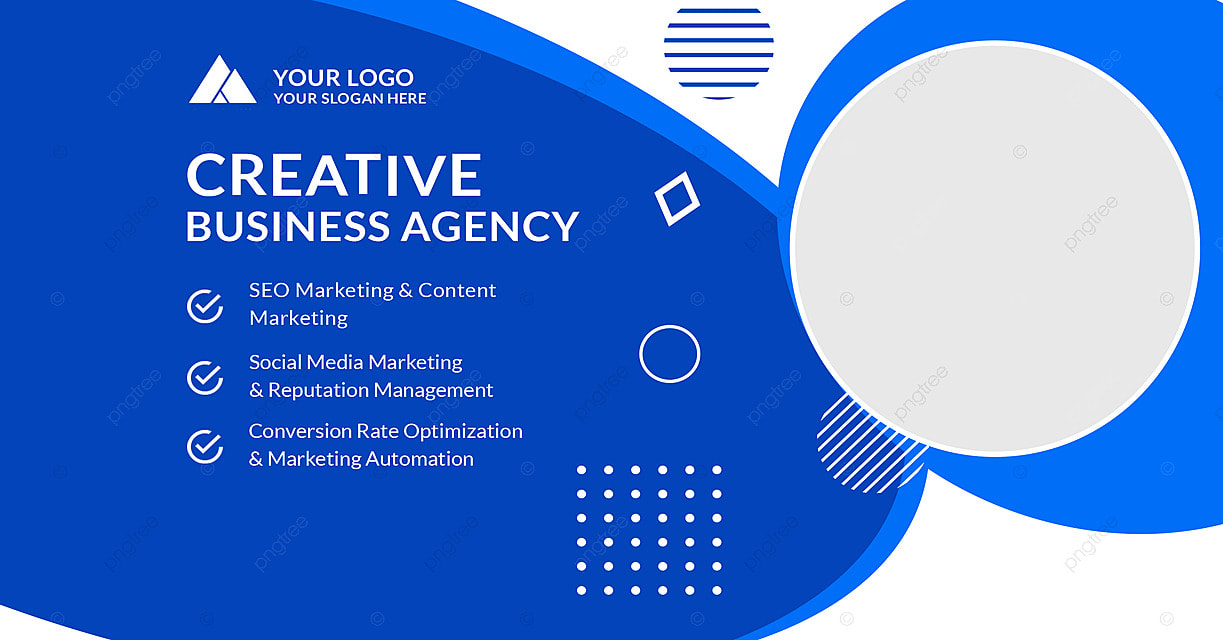 YOUR LOGO
YOUR SLOGAN HERE
CREATIVE
BUSINESS AGENCY
SEO Marketing & Content
Marketing
Social Media Marketing
& Reputation Management
Conversion Rate Optimization
& Marketing Automation
pngtree